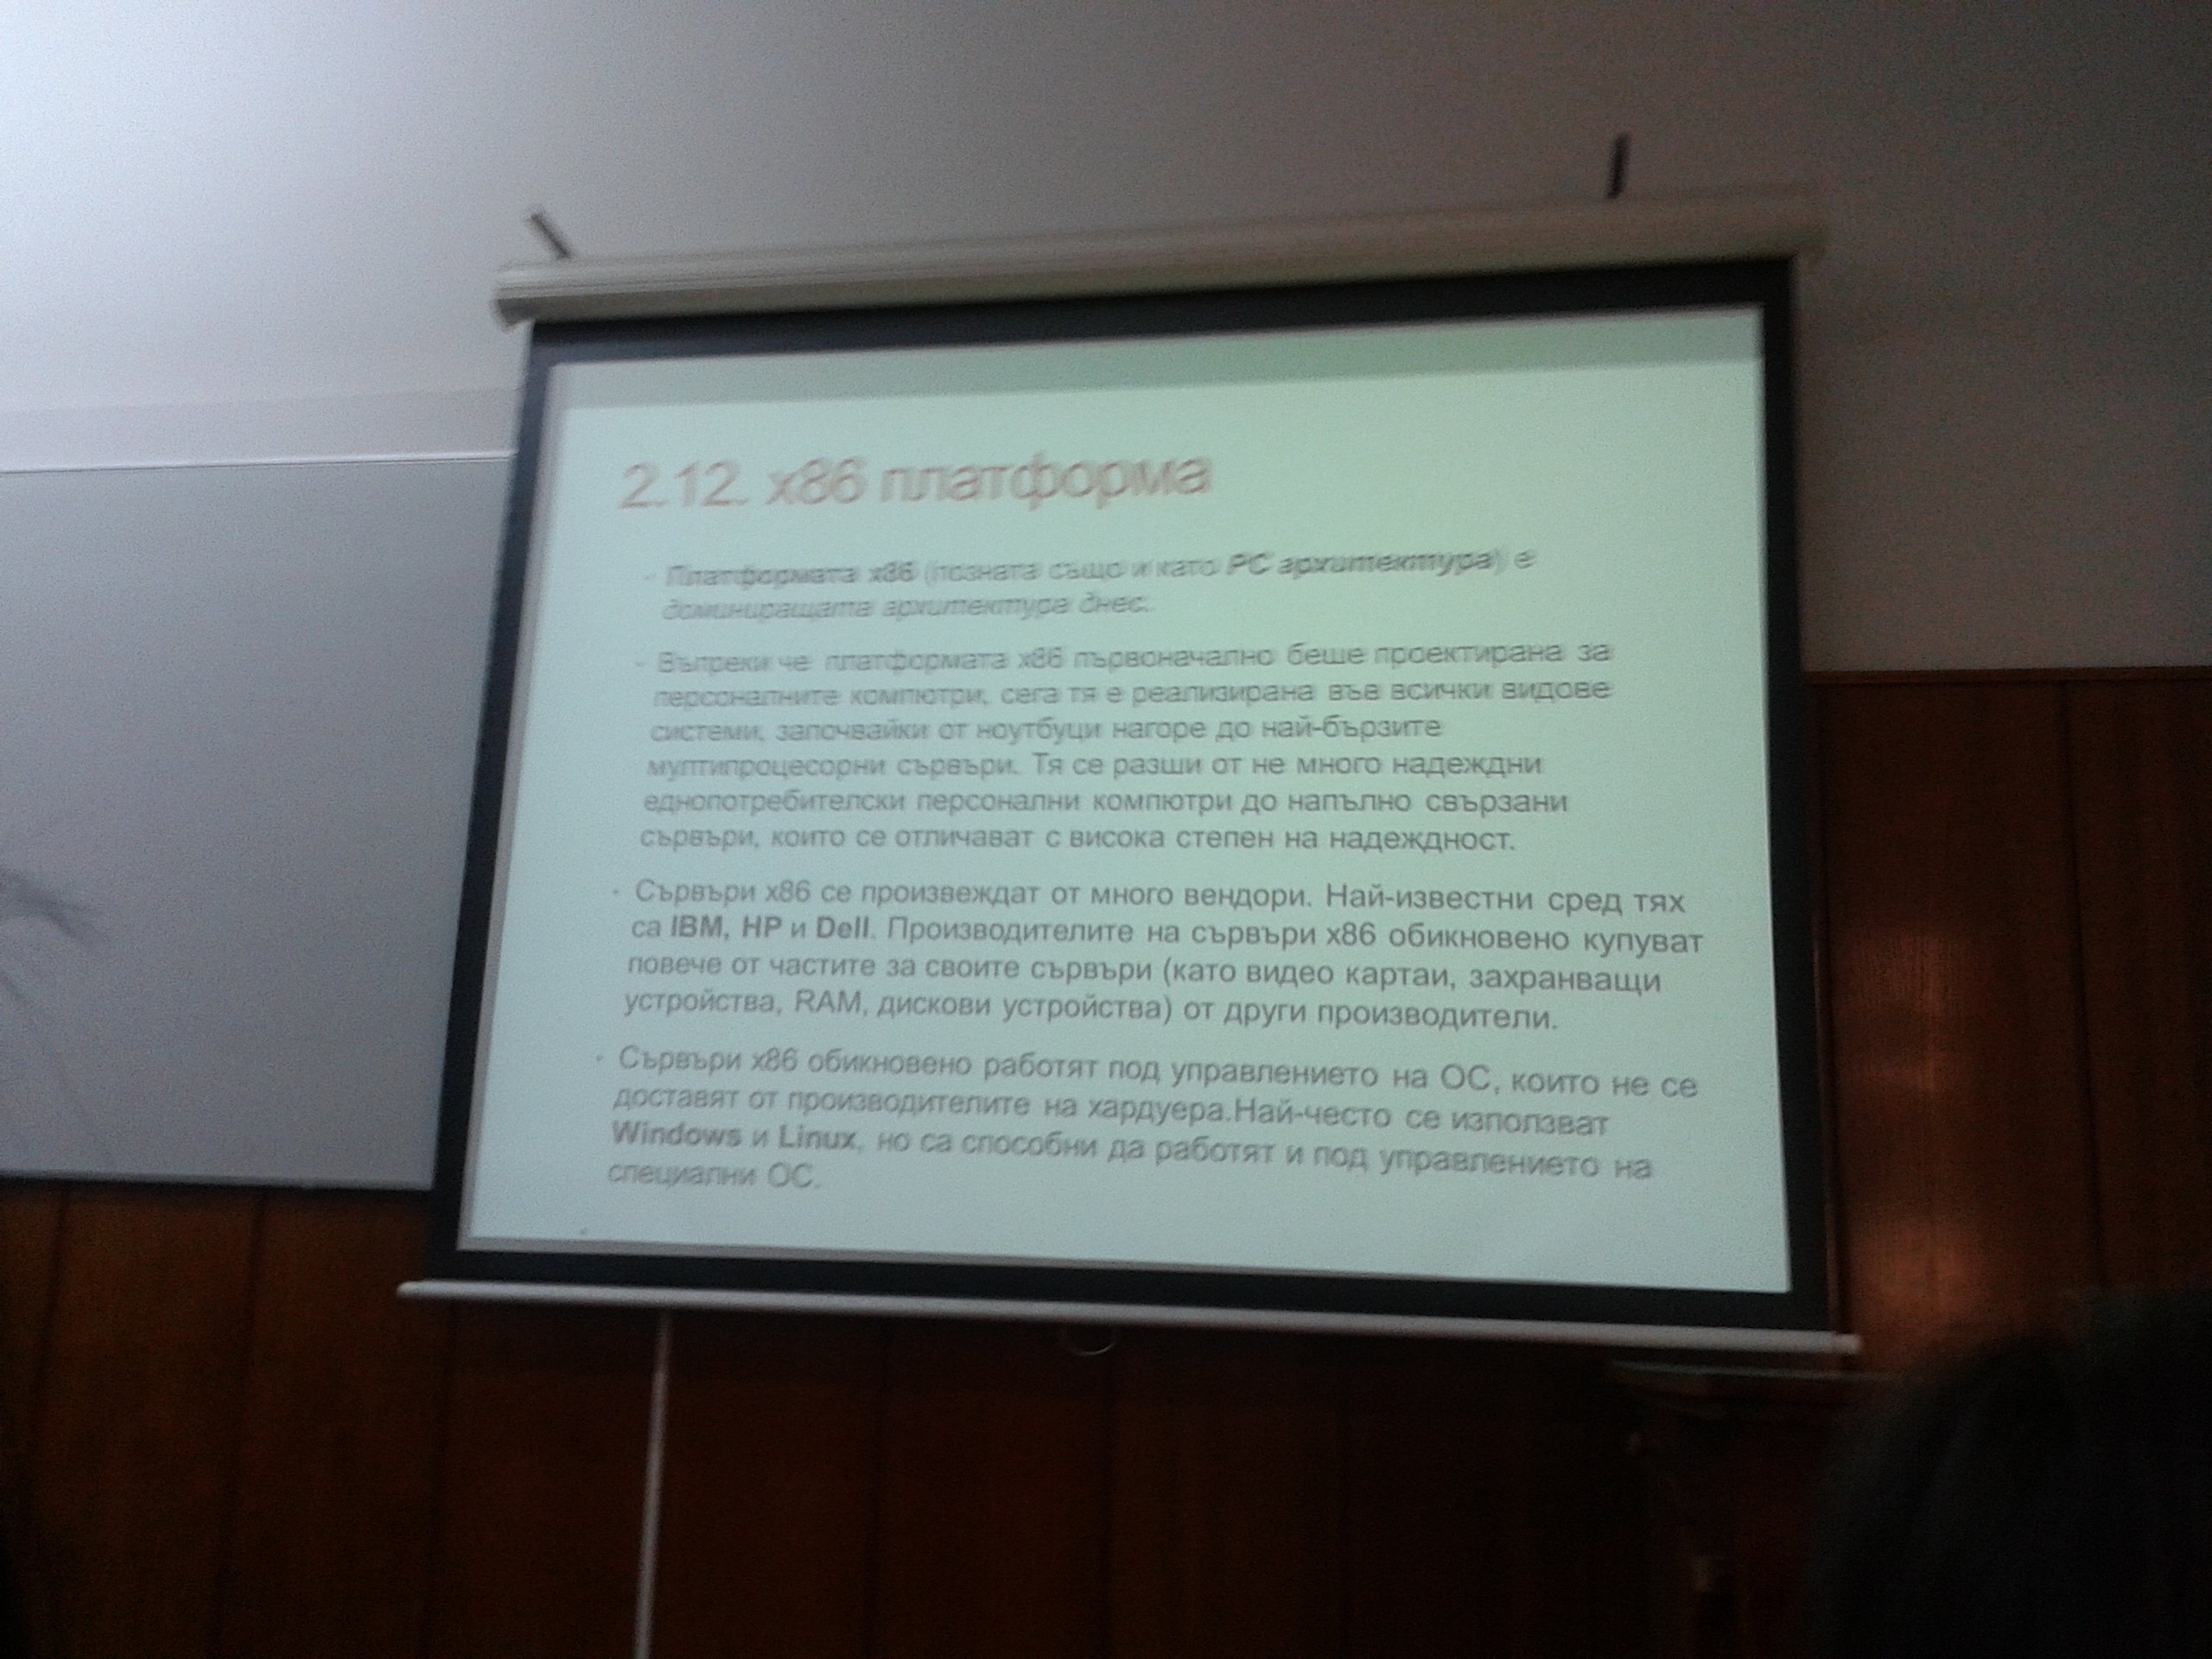 2.12. x86 платформа
Платформата x86 (позната също и като PC архитектура) е
доминиращата архитектура днес.
Въпреки че платформата x86 първоначално беше проектирана за
персоналните компютри, сега тя е реализирана във всички видове
системи, започвайки от ноутбуци нагоре до най-бързите
мултипроцесорни сървъри. Тя се разши от не много надеждни
еднопотребителски персонални компютри до напълно свързани
сървъри, които се отличават с висока степен на надеждност.
Сървъри x86 се произвеждат от много вендори. Най-известни сред тях
са IBM, HP и Dell. Производителите на сървъри x86 обикновено купуват
повече от частите за своите сървъри (като видео картаи, захранващи
устройства, RAM, дискови устройства) от други производители.
Сървъри x86 обикновено работят под управлението на ОС, които не се
доставят от производителите на хардуера.Най-често се използват
Windows и Linux, но са способни да работят и под управлението на
специални ОС.